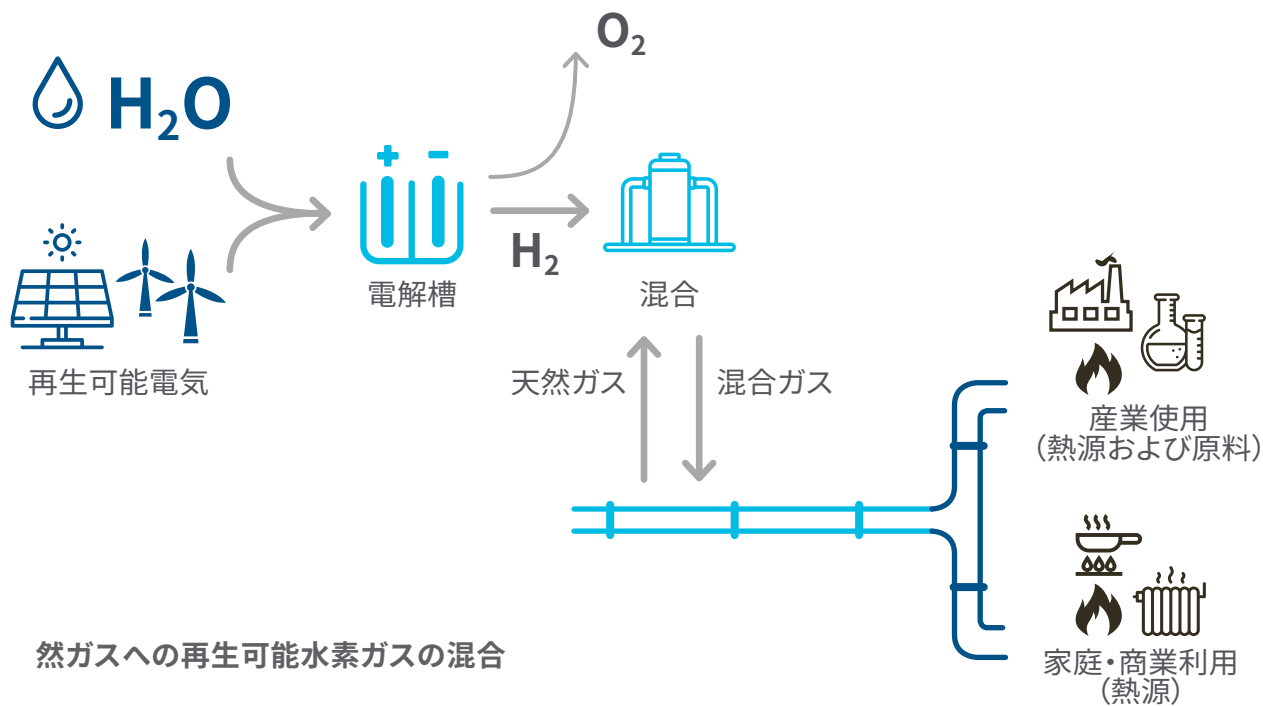 O₂
H₂O
H₂
電解槽
混合
再生可能電気
天然ガス
混合ガス
産業使用
（熱源および原料）
家庭・商業利用
（熱源）
然ガスへの再生可能水素ガスの混合